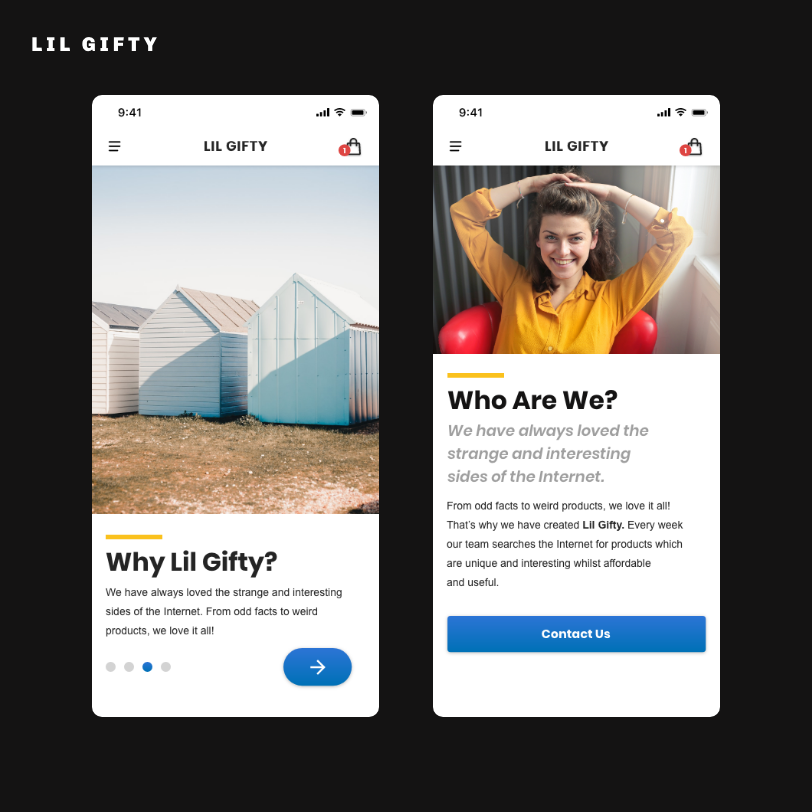 LIL GIFTY
9:41
LIL GIFTY
1
Why Lil Gifty?
We have always loved the strange and interesting
sides of the Internet. From odd facts to weird
products, we love it all!
9:41
LIL GIFTY
1
Who Are We?
We have always loved the
strange and interesting
sides of the Internet.
From odd facts to weird products, we love it all!
That's why we have created Lil Gifty. Every week
our team searches the Internet for products which
are unique and interesting whilst affordable
and useful.
Contact Us